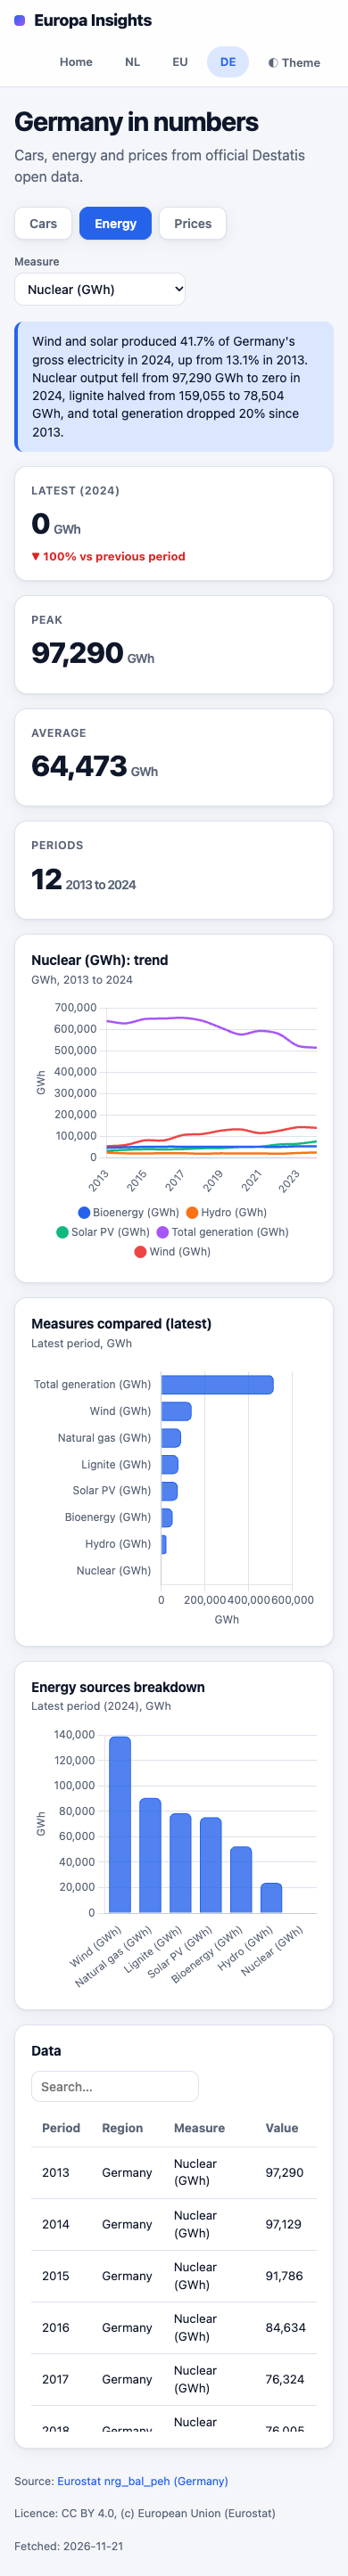 Europa Insights
Home NL EU DE Theme
Germany in numbers
Cars, energy and prices from official Destatis
open data.
Cars Energy Prices
Measure
Nuclear (GWh)
Wind and solar produced 41.7% of Germany's
gross electricity in 2024, up from 13.1% in 2013.
Nuclear output fell from 97,290 GWh to zero in
2024, lignite halved from 159,055 to 78,504
GWh, and total generation dropped 20% since
2013.
LATEST (2024)
0 GWh
▼ 100% vs previous period
PEAK
97,290 GWh
AVERAGE
64,473 GWh
PERIODS
12 2013 to 2024
Nuclear (GWh): trend
GWh, 2013 to 2024
700,000
600,000
500,000
400,000
300,000
200,000
100,000
0
GWh
2013 2015 2017 2019 2021 2023
Bioenergy (GWh) Hydro (GWh)
Solar PV (GWh) Total generation (GWh)
Wind (GWh)
Measures compared (latest)
Latest period, GWh
Total generation (GWh)
Wind (GWh)
Natural gas (GWh)
Lignite (GWh)
Solar PV (GWh)
Bioenergy (GWh)
Hydro (GWh)
Nuclear (GWh)
0 200,000 400,000 600,000
GWh
Energy sources breakdown
Latest period (2024), GWh
140,000
120,000
100,000
80,000
60,000
40,000
20,000
0
GWh
Wind (GWh) Natural gas (GWh) Lignite (GWh) Solar PV (GWh) Bioenergy (GWh) Hydro (GWh) Nuclear (GWh)
Data
Search...
Period Region Measure Value
2013 Germany Nuclear (GWh) 97,290
2014 Germany Nuclear (GWh) 97,129
2015 Germany Nuclear (GWh) 91,786
2016 Germany Nuclear (GWh) 84,634
2017 Germany Nuclear (GWh) 76,324
2018 Germany Nuclear 76,005
Source: Eurostat nrg_bal_peh (Germany)
Licence: CC BY 4.0, (c) European Union (Eurostat)
Fetched: 2026-11-21